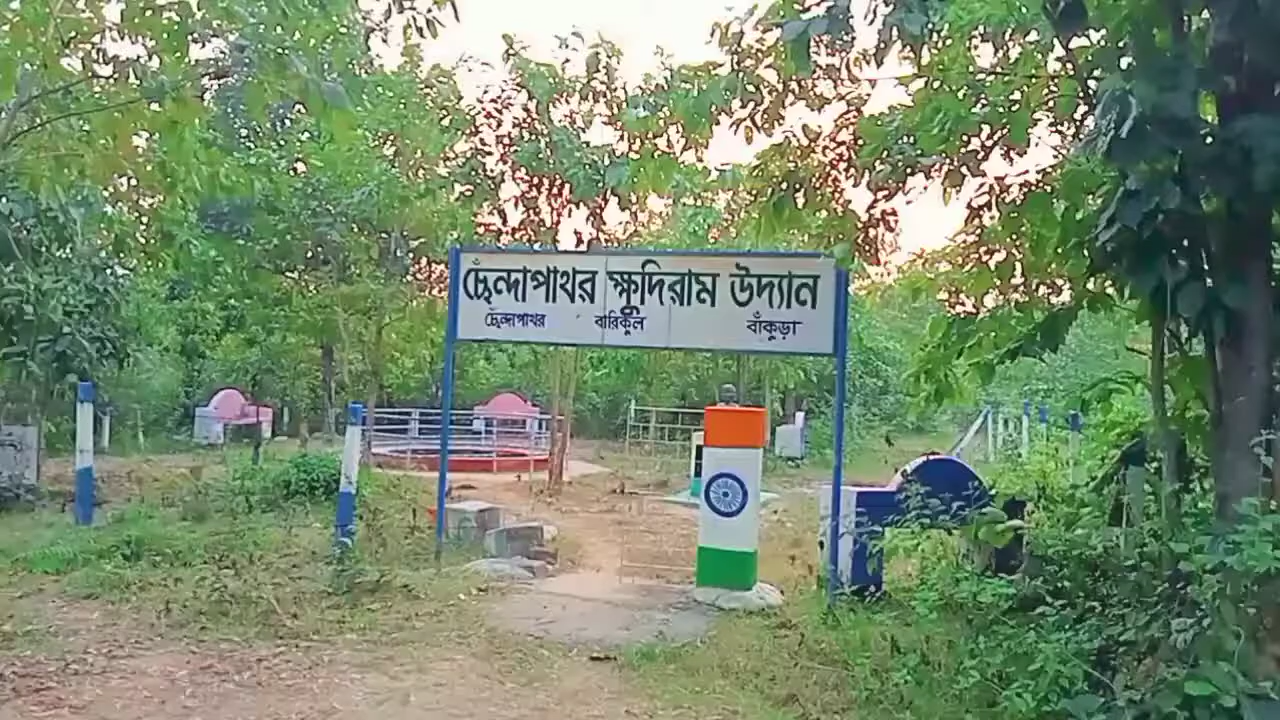 ছেঁন্দাপাথর ক্ষুদিরাম উদ্যান
ছেঁন্দাপাথর বারিকুল বাঁকুড়া